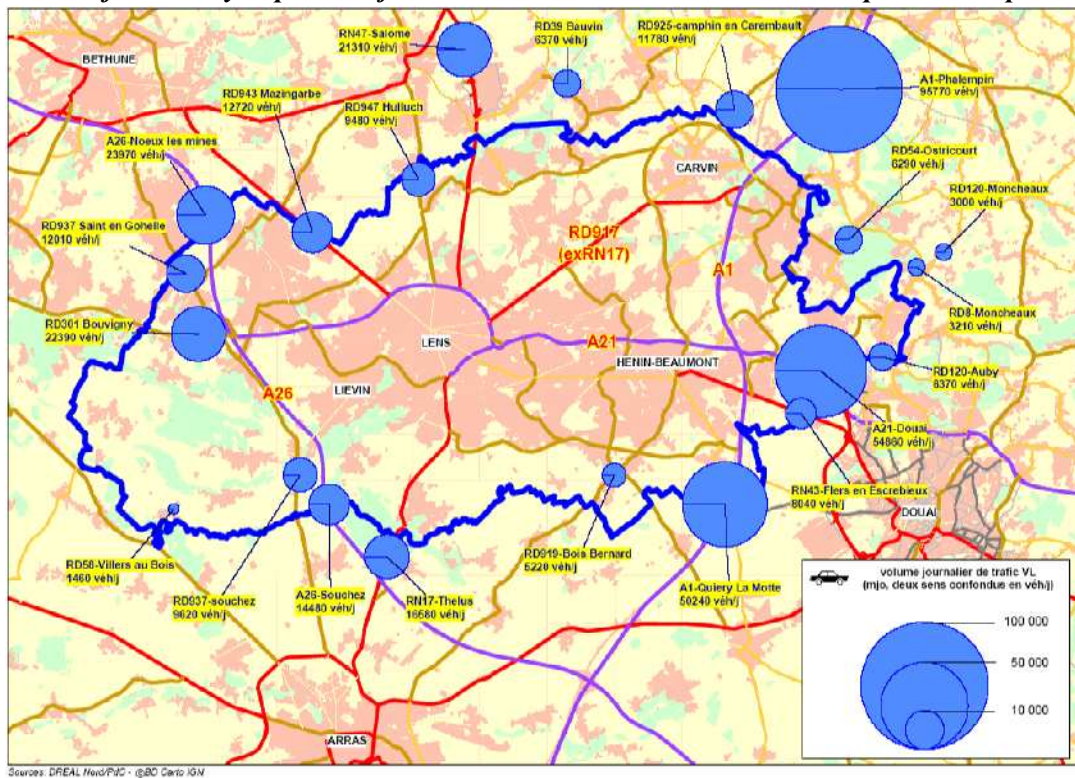 BETHUNE
RN47-Salome
21310 véh/j
RD39 Bauvin
6370 véh/j
RD925-camphin en Carembault
11780 véh/j
A1-Phalempin
95770 véh/j
RD943 Mazingarbe
12720 véh/j
RD947 Hulluch
9480 véh/j
A26-Noeux les mines
23970 véh/j
CARVIN
RD54-Ostricourt
6290 véh/j
RD120-Moncheaux
3000 véh/j
RD937 Saint en Gohelle
12010 véh/j
RD917
(exRN17)
A1
RD8-Moncheaux
3210 véh/j
RD301 Bouvigny
22390 véh/j
LENS
A21
HENIN-BEAUMONT
RD120-Auby
6370 véh/j
A26
LIEVIN
A21-Douai
54860 véh/j
RN43-Flers en Escrebieux
8040 véh/j
DOUAI
RD58-Villers au Bois
1460 véh/j
RD937-souchez
9620 véh/j
A26-Souchez
14480 véh/j
RN17-Thelus
16580 véh/j
RD919-Bois Bernard
5220 véh/j
A1-Quiery La Motte
50240 véh/j
ARRAS
volume journalier de trafic VL
(mjo, deux sens confondus en véh/j)
100 000
50 000
10 000
Sources: DREAL Nord/PdC - @BD Carto IGN